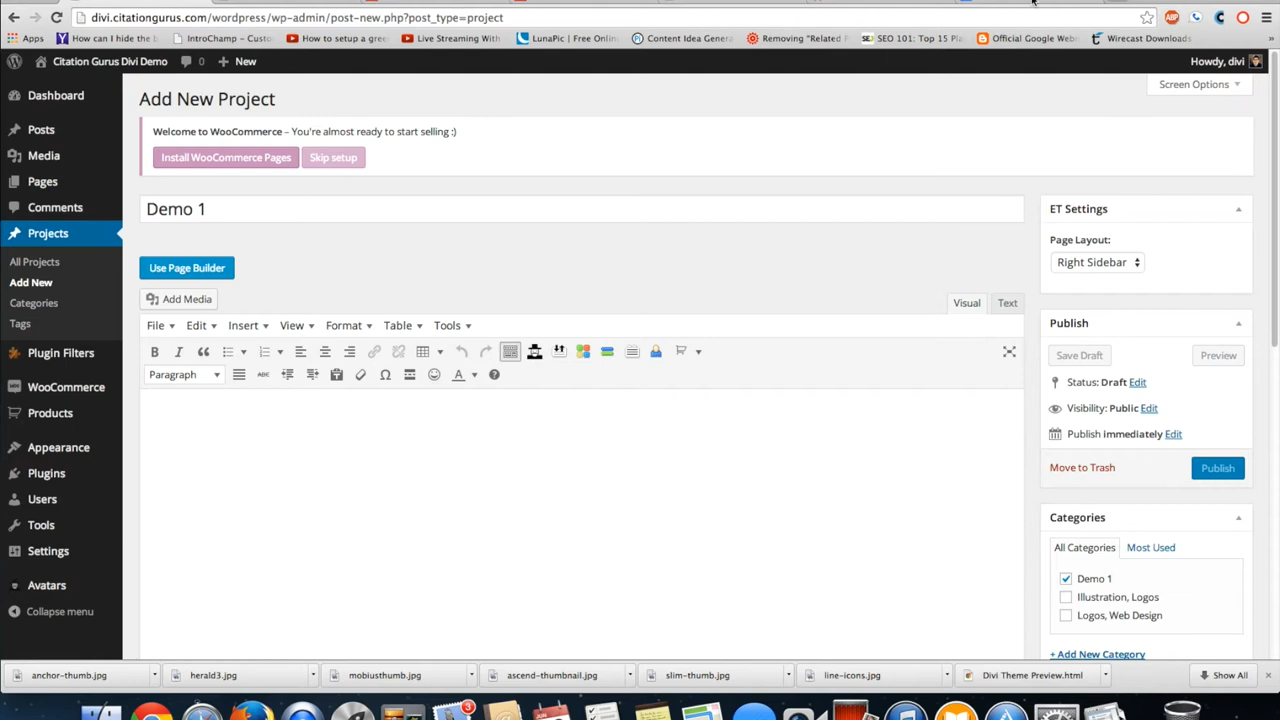 divi.citationgurus.com/wordpress/wp-admin/post-new.php?post_type=project
Apps How can I hide the b IntroChamp - Custo How to setup a gree Live Streaming With LunaPic | Free Onlin Content Idea Genera Removing "Related P SEO 101: Top 15 Pla Official Google Web Wirecast Downloads
Citation Gurus Divi Demo 0 + New Howdy, divi
Screen Options
Dashboard
Posts
Media
Pages
Comments
Projects
All Projects
Add New
Categories
Tags
Plugin Filters
WooCommerce
Products
Appearance
Plugins
Users
Tools
Settings
Avatars
Collapse menu
Add New Project
Welcome to WooCommerce – You're almost ready to start selling :)
Install WooCommerce Pages Skip setup
Demo 1
Use Page Builder
Add Media Visual Text
File Edit Insert View Format Table Tools
Paragraph
ET Settings
Page Layout:
Right Sidebar
Publish
Save Draft Preview
Status: Draft Edit
Visibility: Public Edit
Publish immediately Edit
Move to Trash Publish
Categories
All Categories Most Used
Demo 1
Illustration, Logos
Logos, Web Design
+ Add New Category
anchor-thumb.jpg herald3.jpg mobiusthumb.jpg ascend-thumbnail.jpg slim-thumb.jpg line-icons.jpg Divi Theme Preview.html Show All
3